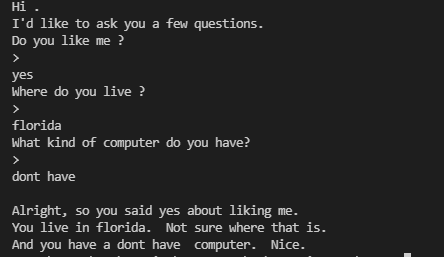 Hi .
I'd like to ask you a few questions.
Do you like me ?
>
yes
Where do you live ?
>
florida
What kind of computer do you have?
>
dont have
Alright, so you said yes about liking me.
You live in florida.  Not sure where that is.
And you have a dont have  computer.  Nice.